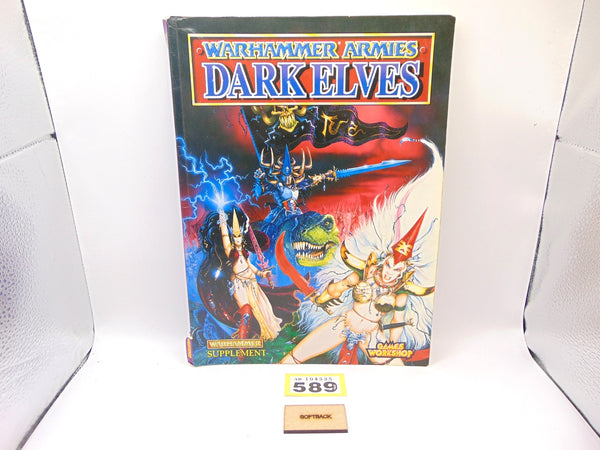 WARHAMMER ARMIES
DARK ELVES
WARHAMMER
SUPPLEMENT
GAMES
WORKSHOP
589
SOFTBACK